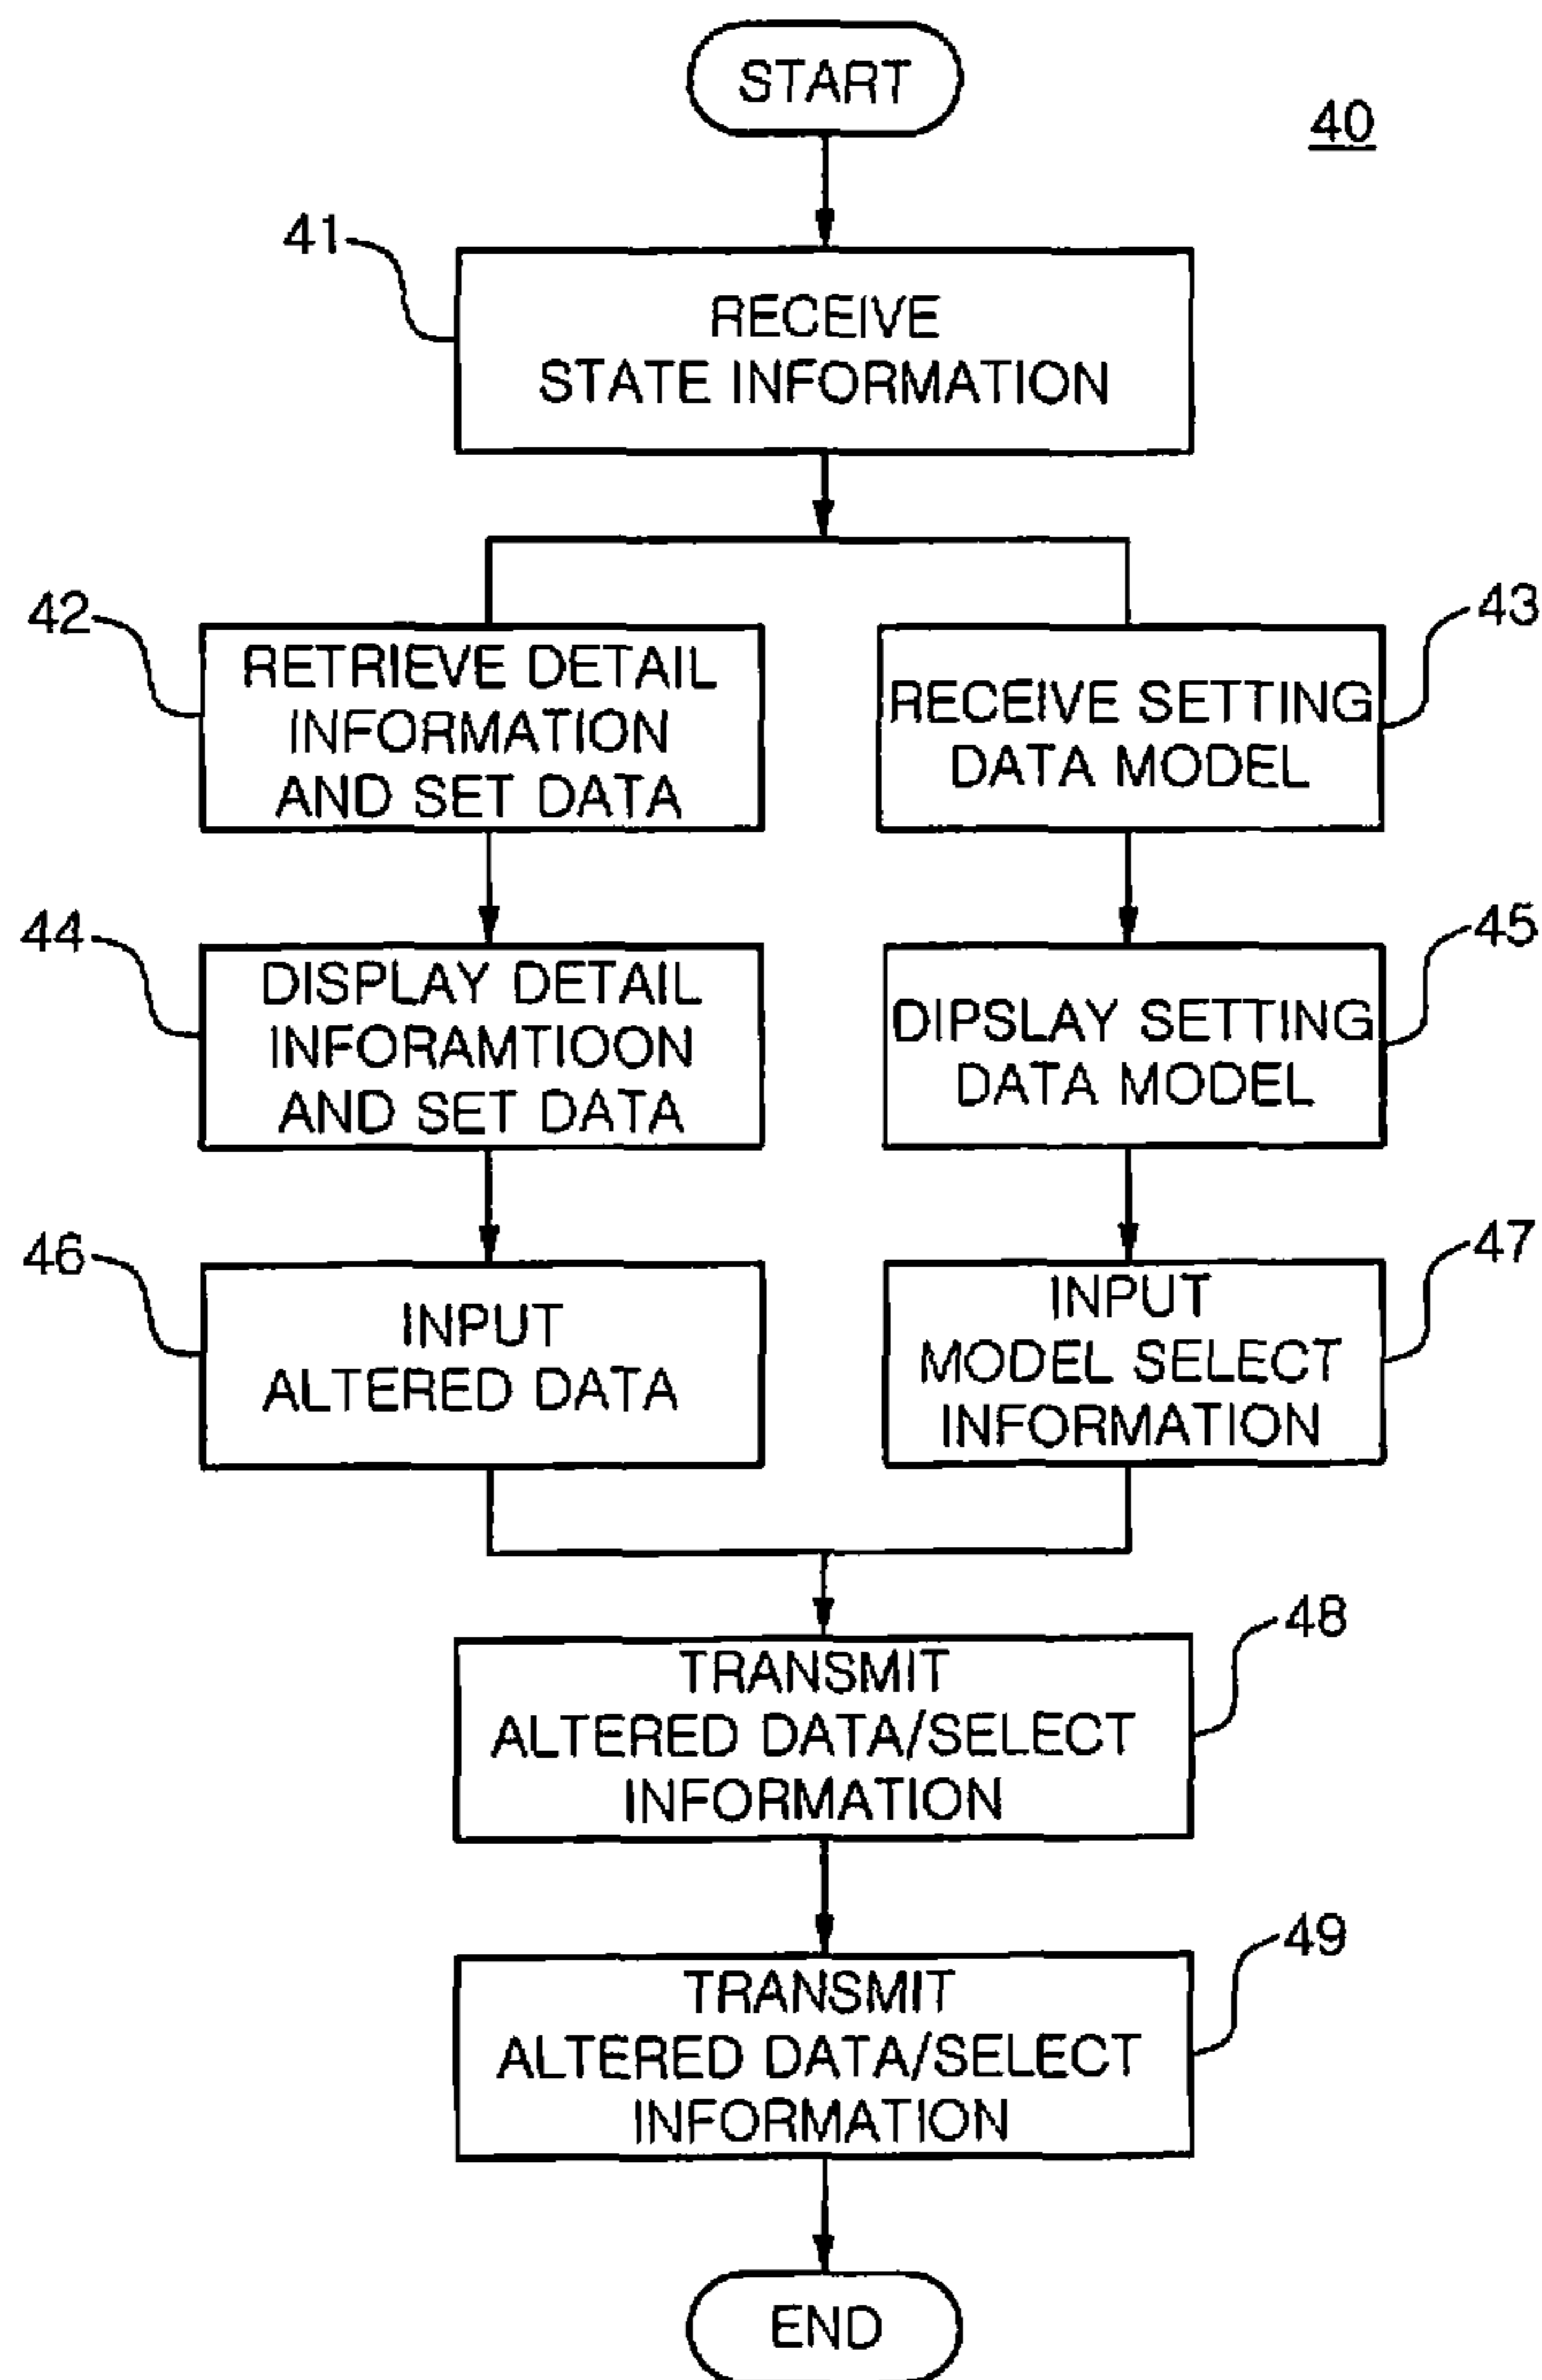 START
40
41
RECEIVE
STATE INFORMATION
42
RETRIEVE DETAIL
INFORMATION
AND SET DATA
43
RECEIVE SETTING
DATA MODEL
44
DISPLAY DETAIL
INFORAMTIOON
AND SET DATA
45
DIPSLAY SETTING
DATA MODEL
46
INPUT
ALTERED DATA
47
INPUT
MODEL SELECT
INFORMATION
48
TRANSMIT
ALTERED DATA/SELECT
INFORMATION
49
TRANSMIT
ALTERED DATA/SELECT
INFORMATION
END